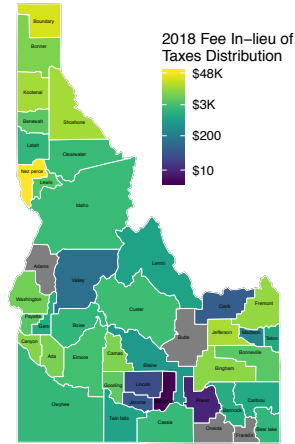 Boundary
2018 Fee In-lieu of
Taxes Distribution
Bonner
$48K
Kootenai
$3K
Benewah
Shoshone
$200
Latah
Clearwater
$10
Nez perce
Lewis
Idaho
Adams
Lemhi
Valley
Washington
Custer
Clark
Fremont
Payette
Gem
Boise
Butte
Jefferson
Madison
Teton
Canyon
Ada
Elmore
Camas
Blaine
Bonneville
Bingham
Gooding
Lincoln
Jerome
Power
Caribou
Bannock
Owyhee
Twin falls
Cassia
Oneida
Franklin
Bear lake